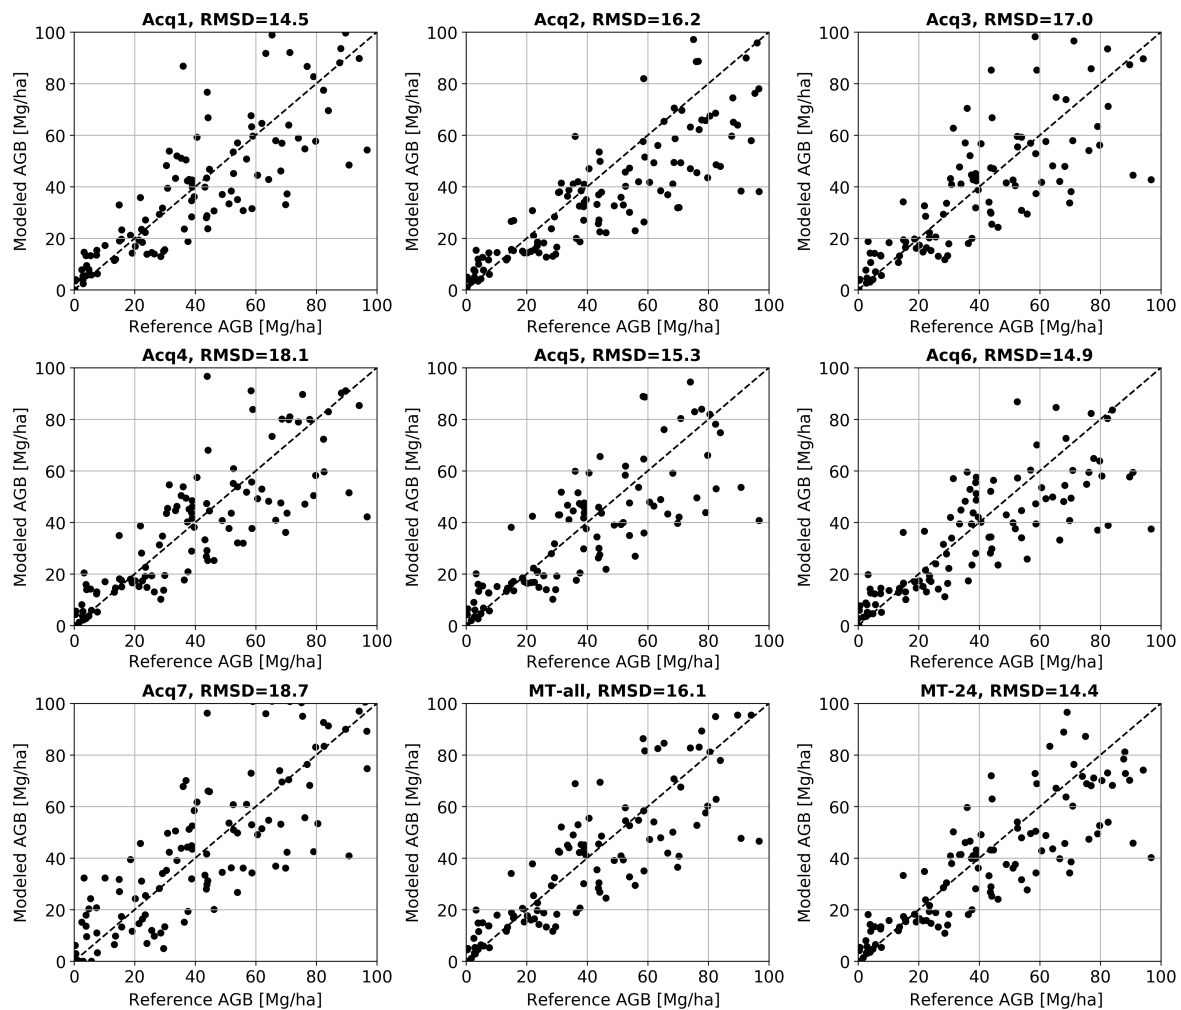 Acq1, RMSD=14.5
Acq2, RMSD=16.2
Acq3, RMSD=17.0
100
80
60
40
20
0
Modeled AGB [Mg/ha]
0 20 40 60 80 100
Reference AGB [Mg/ha]
100
80
60
40
20
0
Modeled AGB [Mg/ha]
0 20 40 60 80 100
Reference AGB [Mg/ha]
100
80
60
40
20
0
Modeled AGB [Mg/ha]
0 20 40 60 80 100
Reference AGB [Mg/ha]
Acq4, RMSD=18.1
Acq5, RMSD=15.3
Acq6, RMSD=14.9
100
80
60
40
20
0
Modeled AGB [Mg/ha]
0 20 40 60 80 100
Reference AGB [Mg/ha]
100
80
60
40
20
0
Modeled AGB [Mg/ha]
0 20 40 60 80 100
Reference AGB [Mg/ha]
100
80
60
40
20
0
Modeled AGB [Mg/ha]
0 20 40 60 80 100
Reference AGB [Mg/ha]
Acq7, RMSD=18.7
MT-all, RMSD=16.1
MT-24, RMSD=14.4
100
80
60
40
20
0
Modeled AGB [Mg/ha]
0 20 40 60 80 100
Reference AGB [Mg/ha]
100
80
60
40
20
0
Modeled AGB [Mg/ha]
0 20 40 60 80 100
Reference AGB [Mg/ha]
100
80
60
40
20
0
Modeled AGB [Mg/ha]
0 20 40 60 80 100
Reference AGB [Mg/ha]